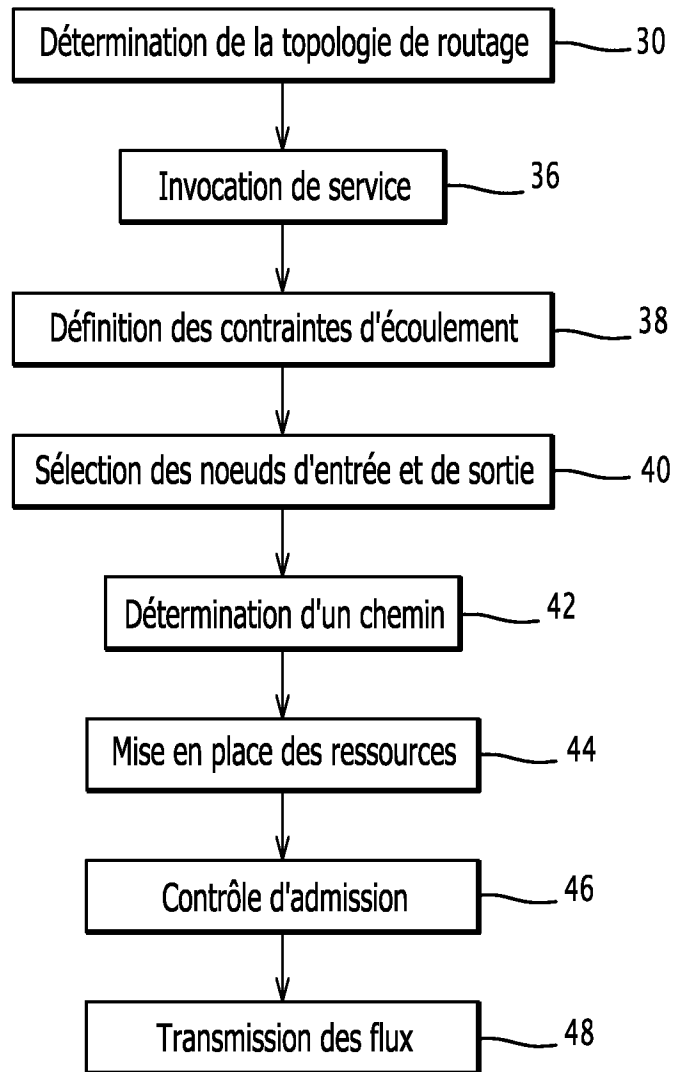 Détermination de la topologie de routage 30
Invocation de service 36
Définition des contraintes d'écoulement 38
Sélection des noeuds d'entrée et de sortie 40
Détermination d'un chemin 42
Mise en place des ressources 44
Contrôle d'admission 46
Transmission des flux 48